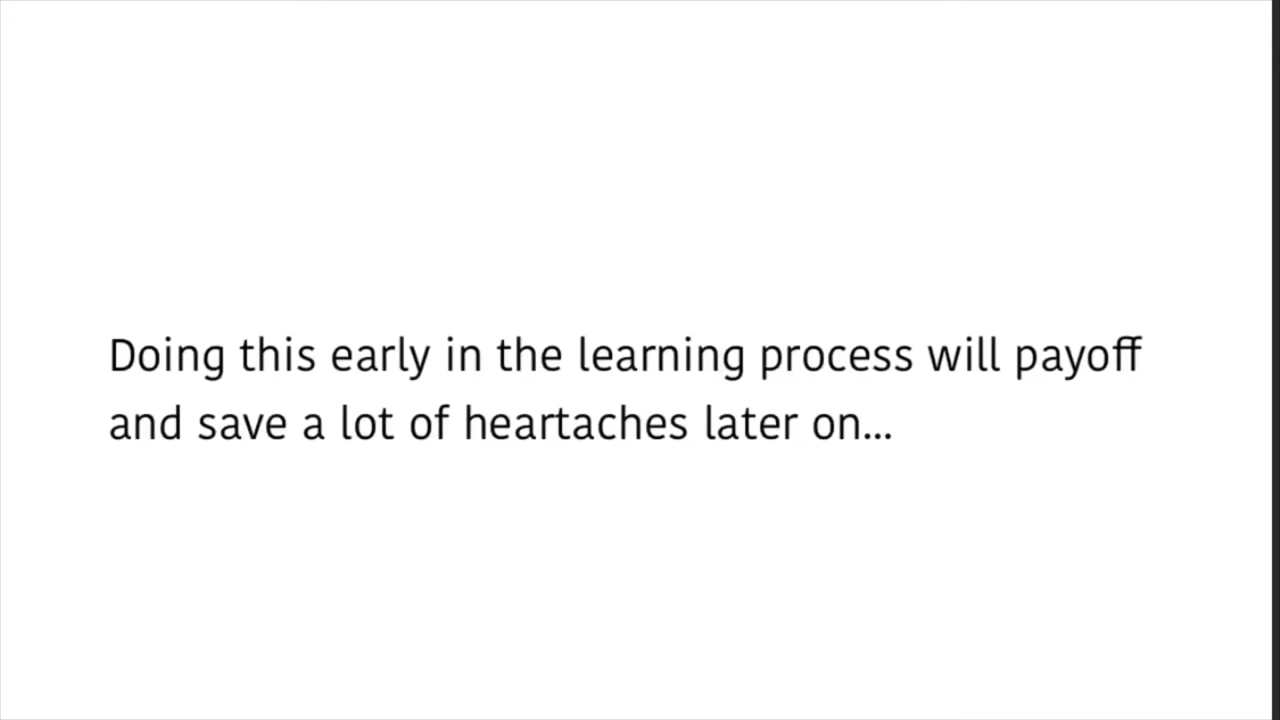 Doing this early in the learning process will payoff
and save a lot of heartaches later on...